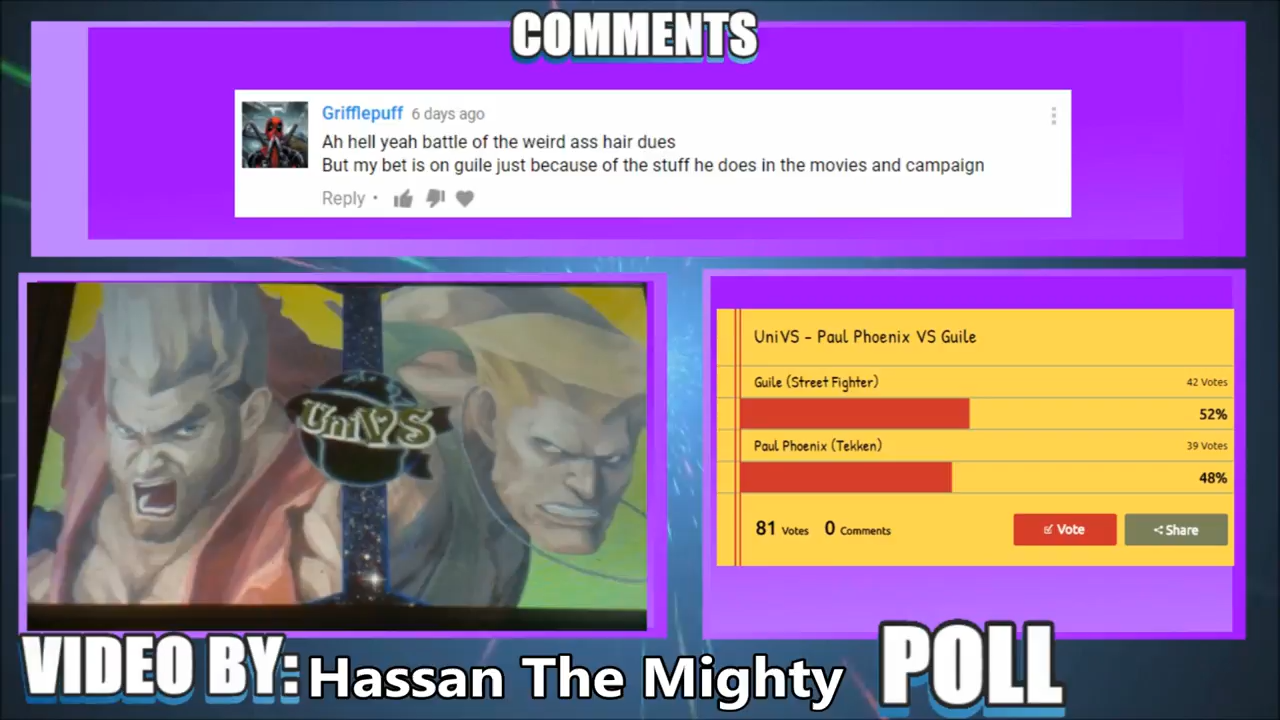 COMMENTS
Grifflepuff 6 days ago
Ah hell yeah battle of the weird ass hair dues
But my bet is on guile just because of the stuff he does in the movies and campaign
Reply •
UniVS
UniVS - Paul Phoenix VS Guile
Guile (Street Fighter) 42 Votes
52%
Paul Phoenix (Tekken) 39 Votes
48%
81 Votes 0 Comments Vote Share
VIDEO BY: Hassan The Mighty
POLL